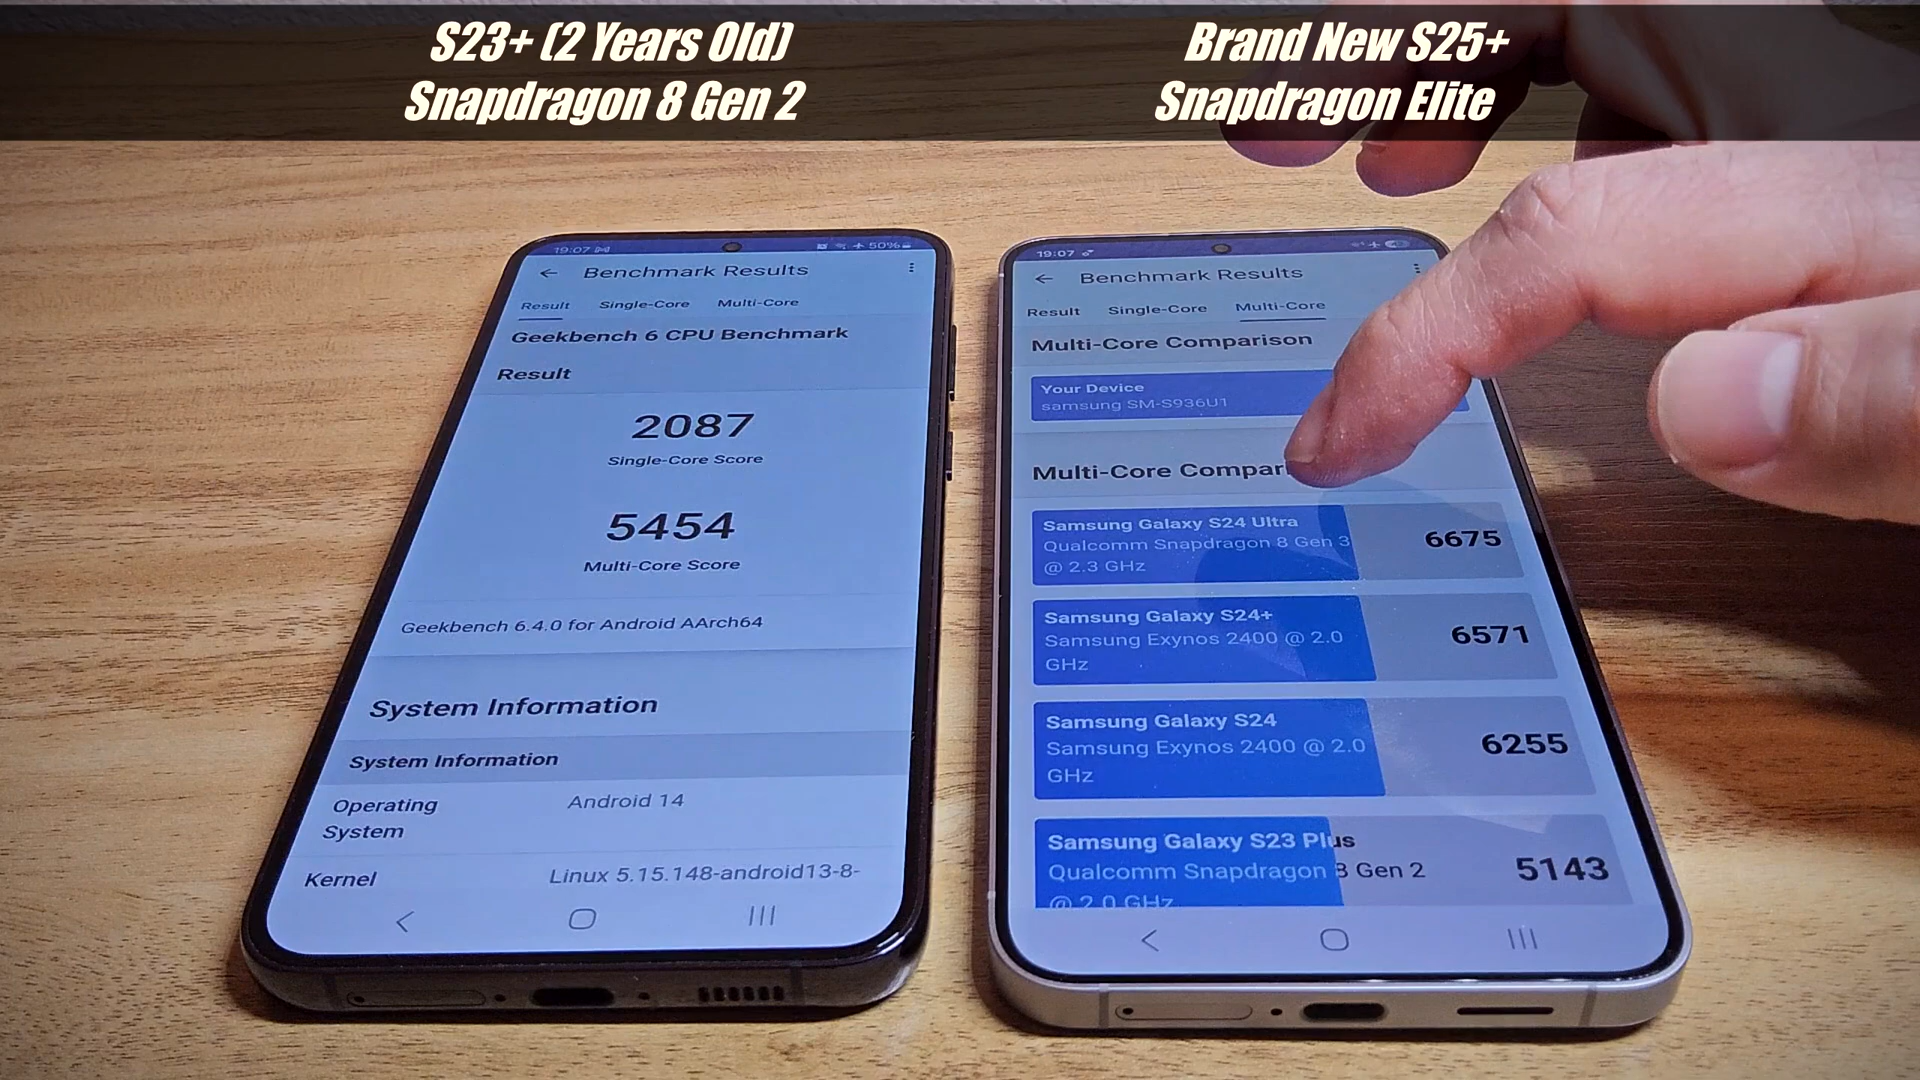 S23+ (2 Years Old)
Snapdragon 8 Gen 2
Brand New S25+
Snapdragon Elite
19:07
50%
Benchmark Results
Result Single-Core Multi-Core
Geekbench 6 CPU Benchmark
Result
2087
Single-Core Score
5454
Multi-Core Score
Geekbench 6.4.0 for Android AArch64
System Information
System Information
Operating System
Android 14
Kernel
Linux 5.15.148-android13-8-
19:07
Benchmark Results
Result Single-Core Multi-Core
Multi-Core Comparison
Your Device
samsung SM-S936U1
Multi-Core Compar
Samsung Galaxy S24 Ultra
Qualcomm Snapdragon 8 Gen 3
@ 2.3 GHz
6675
Samsung Galaxy S24+
Samsung Exynos 2400 @ 2.0
GHz
6571
Samsung Galaxy S24
Samsung Exynos 2400 @ 2.0
GHz
6255
Samsung Galaxy S23 Plus
Qualcomm Snapdragon 8 Gen 2
@ 2.0 GHz
5143